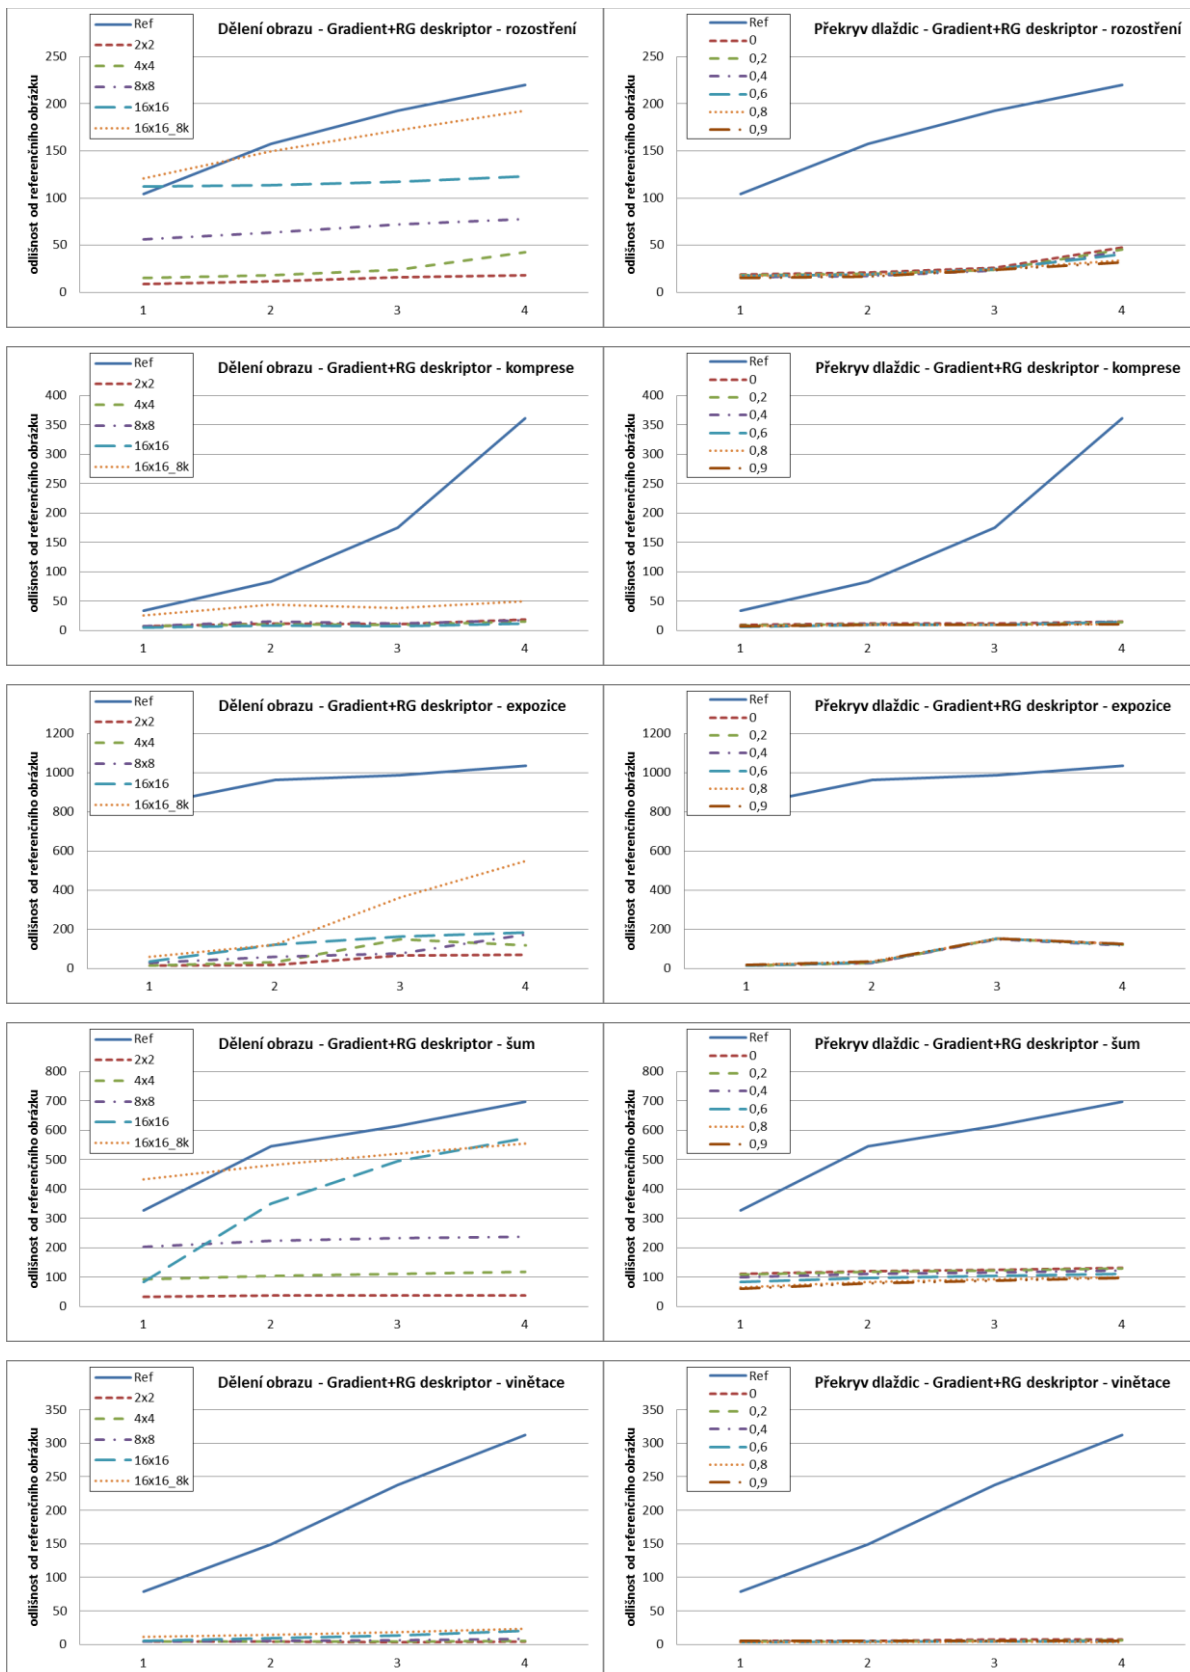 Dělení obrazu - Gradient+RG deskriptor - rozostření
odlišnost od referenčního obrázku
Ref
2x2
4x4
8x8
16x16
16x16_8k
250
200
150
100
50
0
1 2 3 4
Překryv dlaždic - Gradient+RG deskriptor - rozostření
odlišnost od referenčního obrázku
Ref
0
0,2
0,4
0,6
0,8
0,9
250
200
150
100
50
0
1 2 3 4
Dělení obrazu - Gradient+RG deskriptor - komprese
odlišnost od referenčního obrázku
Ref
2x2
4x4
8x8
16x16
16x16_8k
400
350
300
250
200
150
100
50
0
1 2 3 4
Překryv dlaždic - Gradient+RG deskriptor - komprese
odlišnost od referenčního obrázku
Ref
0
0,2
0,4
0,6
0,8
0,9
400
350
300
250
200
150
100
50
0
1 2 3 4
Dělení obrazu - Gradient+RG deskriptor - expozice
odlišnost od referenčního obrázku
Ref
2x2
4x4
8x8
16x16
16x16_8k
1200
1000
800
600
400
200
0
1 2 3 4
Překryv dlaždic - Gradient+RG deskriptor - expozice
odlišnost od referenčního obrázku
Ref
0
0,2
0,4
0,6
0,8
0,9
1200
1000
800
600
400
200
0
1 2 3 4
Dělení obrazu - Gradient+RG deskriptor - šum
odlišnost od referenčního obrázku
Ref
2x2
4x4
8x8
16x16
16x16_8k
800
700
600
500
400
300
200
100
0
1 2 3 4
Překryv dlaždic - Gradient+RG deskriptor - šum
odlišnost od referenčního obrázku
Ref
0
0,2
0,4
0,6
0,8
0,9
800
700
600
500
400
300
200
100
0
1 2 3 4
Dělení obrazu - Gradient+RG deskriptor - vinětace
odlišnost od referenčního obrázku
Ref
2x2
4x4
8x8
16x16
16x16_8k
350
300
250
200
150
100
50
0
1 2 3 4
Překryv dlaždic - Gradient+RG deskriptor - vinětace
odlišnost od referenčního obrázku
Ref
0
0,2
0,4
0,6
0,8
0,9
350
300
250
200
150
100
50
0
1 2 3 4